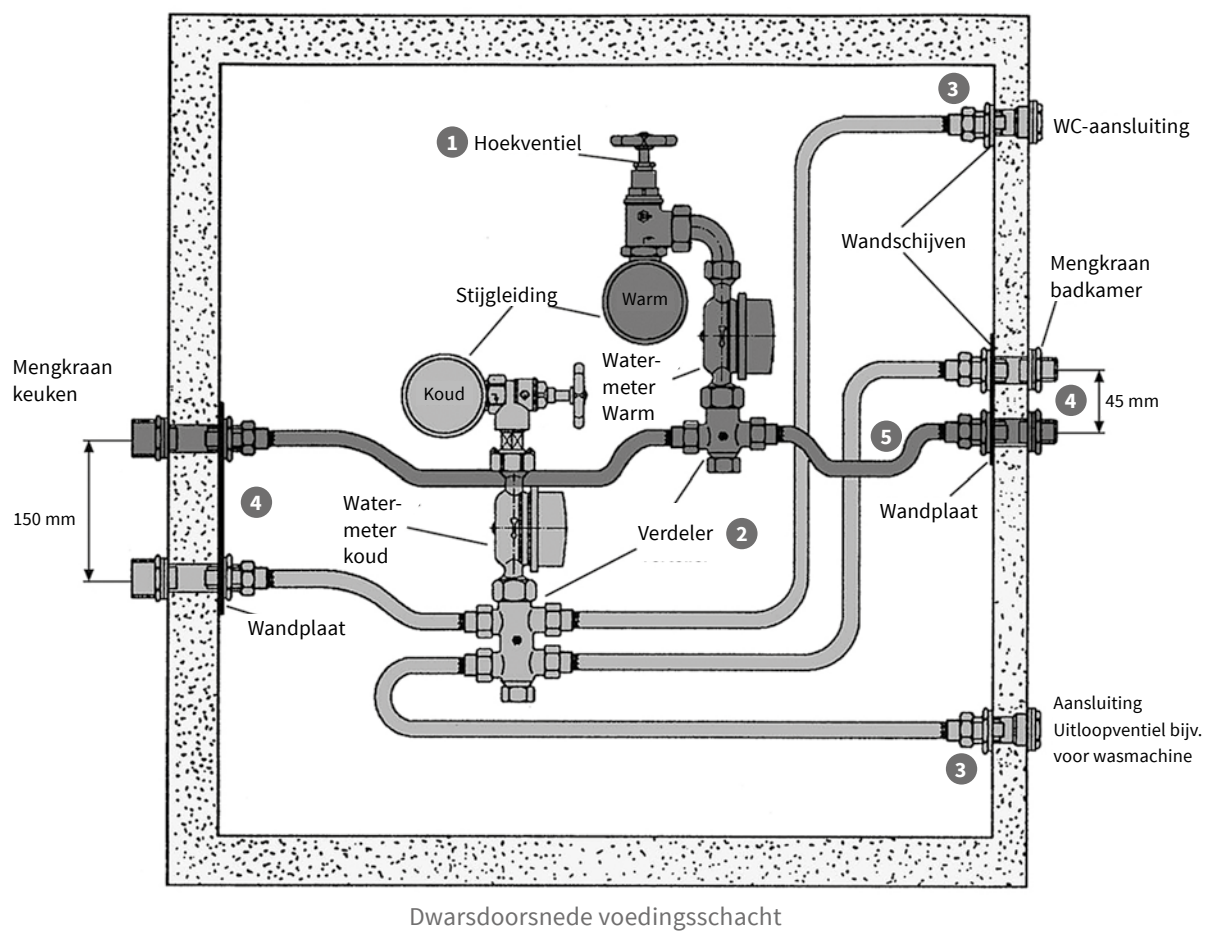 3
WC-aansluiting
1 Hoekventiel
Wandschijven
Mengkraan
badkamer
Stijgleiding
Warm
Water-
meter
Warm
Mengkraan
keuken
Koud
4
45 mm
5
4
150 mm
Water-
meter
koud
Wandplaat
Verdeler 2
Wandplaat
Aansluiting
Uitloopventiel bijv.
voor wasmachine
3
Dwarsdoorsnede voedingsschacht